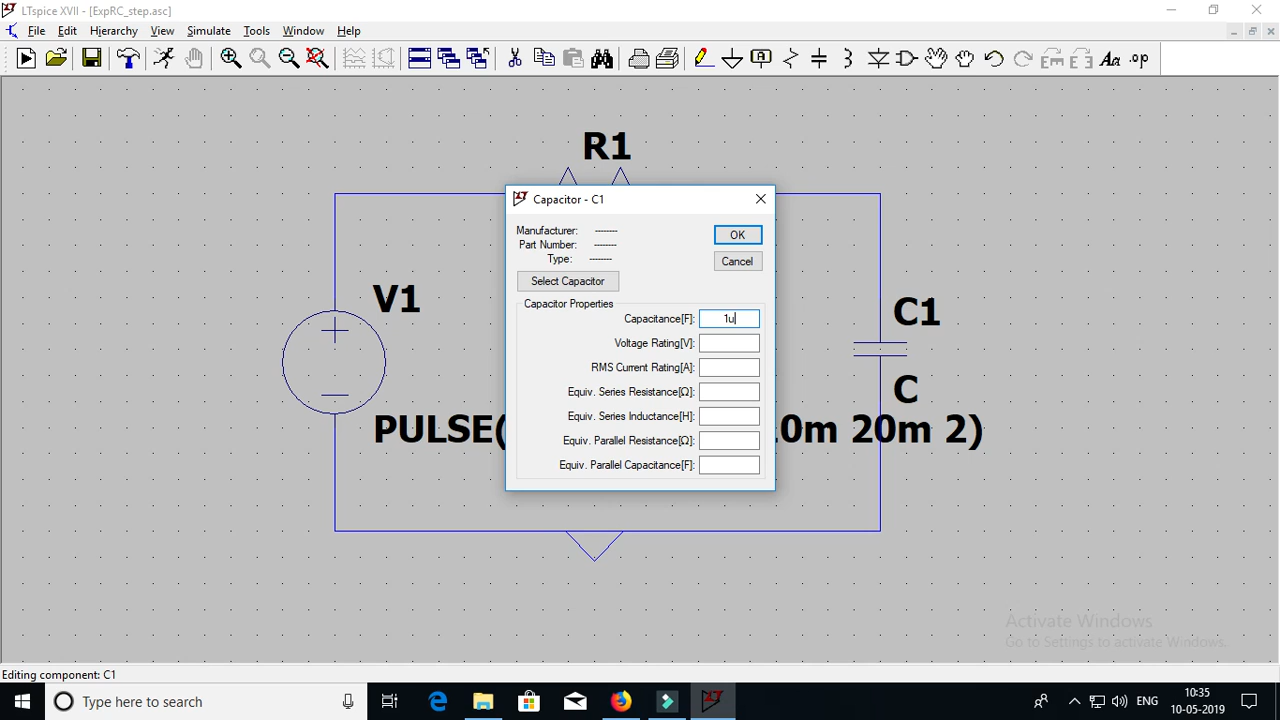 LTspice XVII - [ExpRC_step.asc]
File Edit Hierarchy View Simulate Tools Window Help
A Aa .op
R1
Capacitor - C1
Manufacturer: --------
OK
Part Number: --------
Type: --------
Cancel
Select Capacitor
Capacitor Properties
Capacitance[F]: 1u
Voltage Rating[V]:
RMS Current Rating[A]:
Equiv. Series Resistance[Ω]:
Equiv. Series Inductance[H]:
Equiv. Parallel Resistance[Ω]:
Equiv. Parallel Capacitance[F]:
V1
C1
C
PULSE( 10m 20m 2)
Activate Windows
Go to Settings to activate Windows.
Editing component: C1
Type here to search
ENG
10:35
10-05-2019